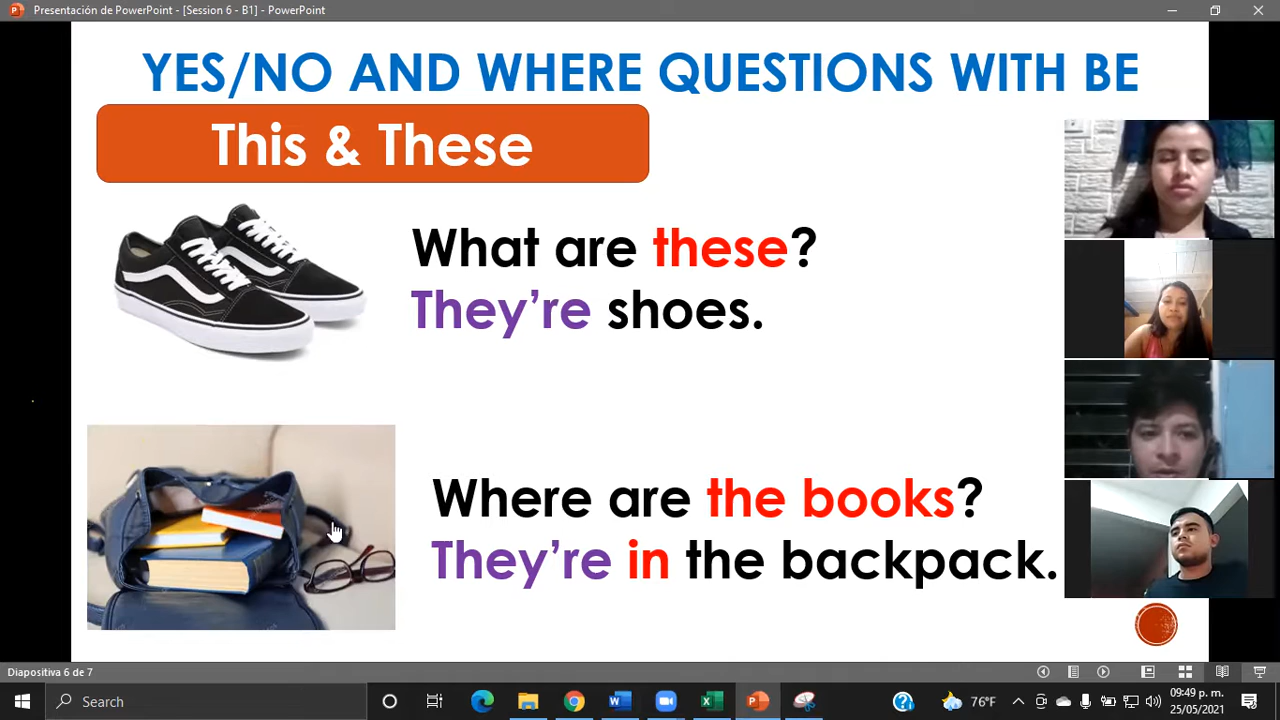 Presentación de PowerPoint - [Session 6 - B1] - PowerPoint
YES/NO AND WHERE QUESTIONS WITH BE
This & These
What are these?
They're shoes.
Where are the books?
They're in the backpack.
Diapositiva 6 de 7
Search
76°F
09:49 p. m.
25/05/2021